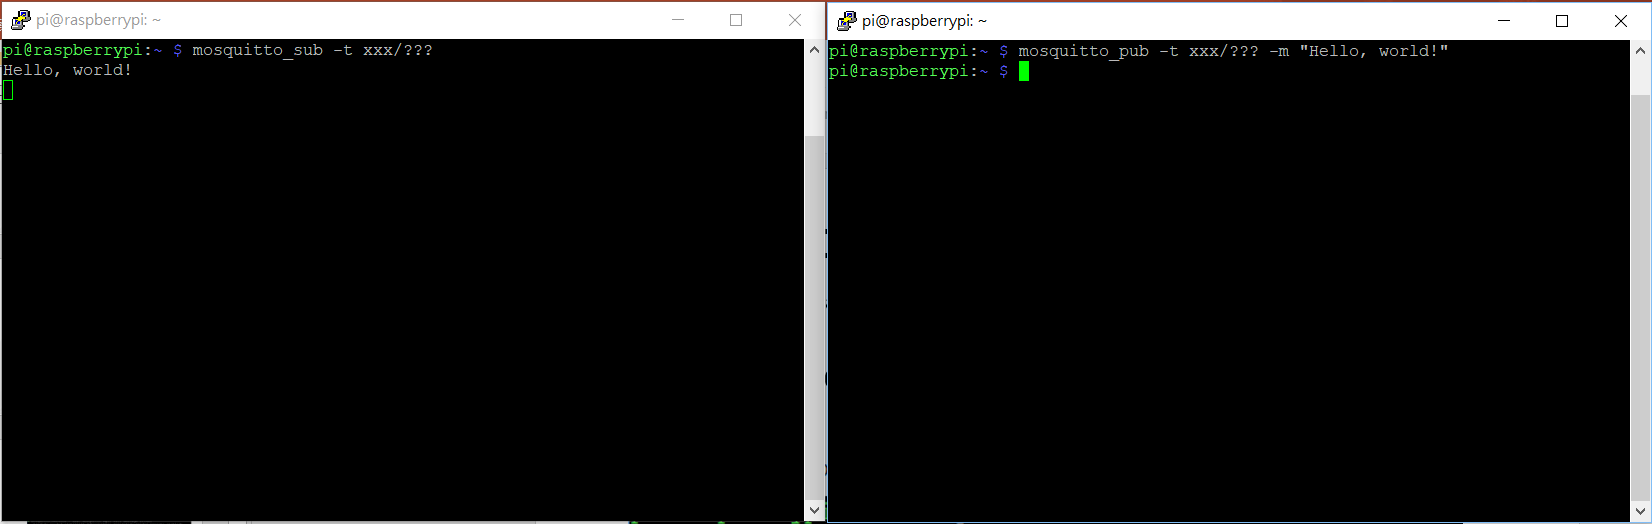 pi@raspberrypi: ~
pi@raspberrypi:~ $ mosquitto_sub -t xxx/???
Hello, world!
pi@raspberrypi: ~
pi@raspberrypi:~ $ mosquitto_pub -t xxx/??? -m "Hello, world!"
pi@raspberrypi:~ $